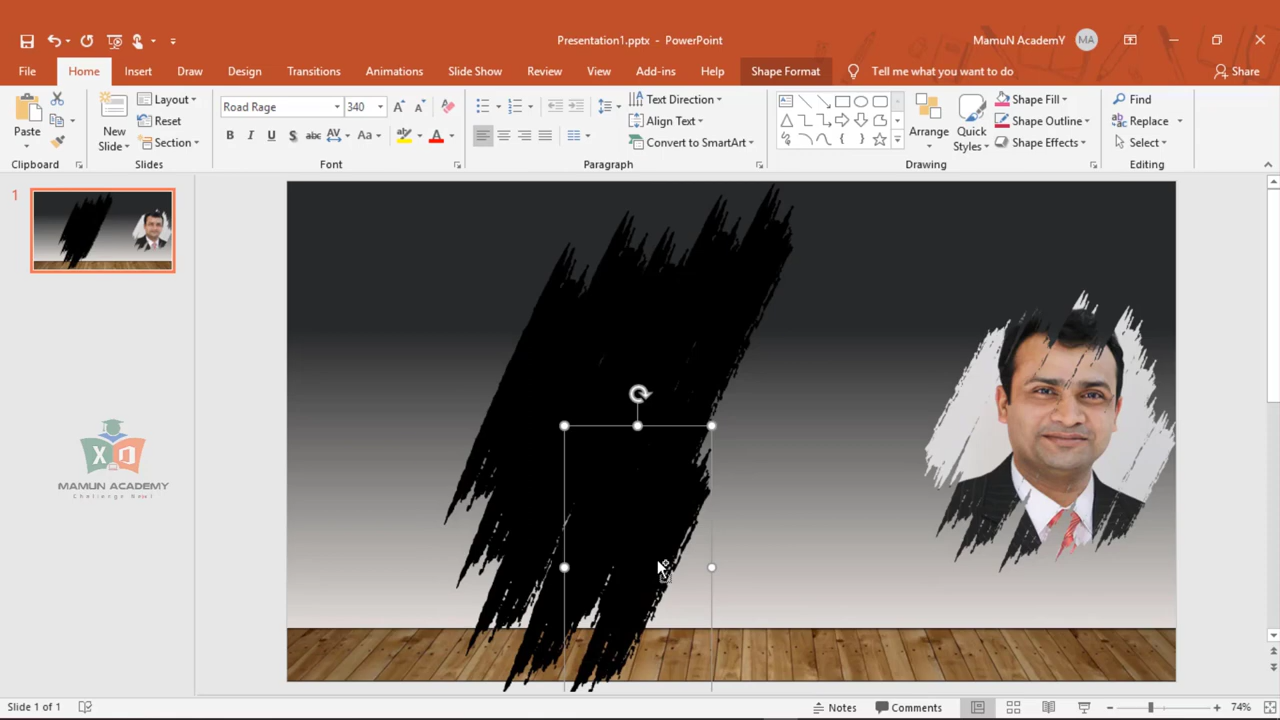 Presentation1.pptx - PowerPoint
MamuN AcademY MA
File Home Insert Draw Design Transitions Animations Slide Show Review View Add-ins Help Shape Format Tell me what you want to do Share
Paste
Clipboard
New Slide
Layout
Reset
Section
Slides
Road Rage 340
B I U S abc AV Aa A
Font
Text Direction
Align Text
Convert to SmartArt
Paragraph
Arrange
Quick Styles
Shape Fill
Shape Outline
Shape Effects
Drawing
Find
Replace
Select
Editing
1
X O
MAMUN ACADEMY
Challenge Next
Slide 1 of 1
Notes
Comments
74%